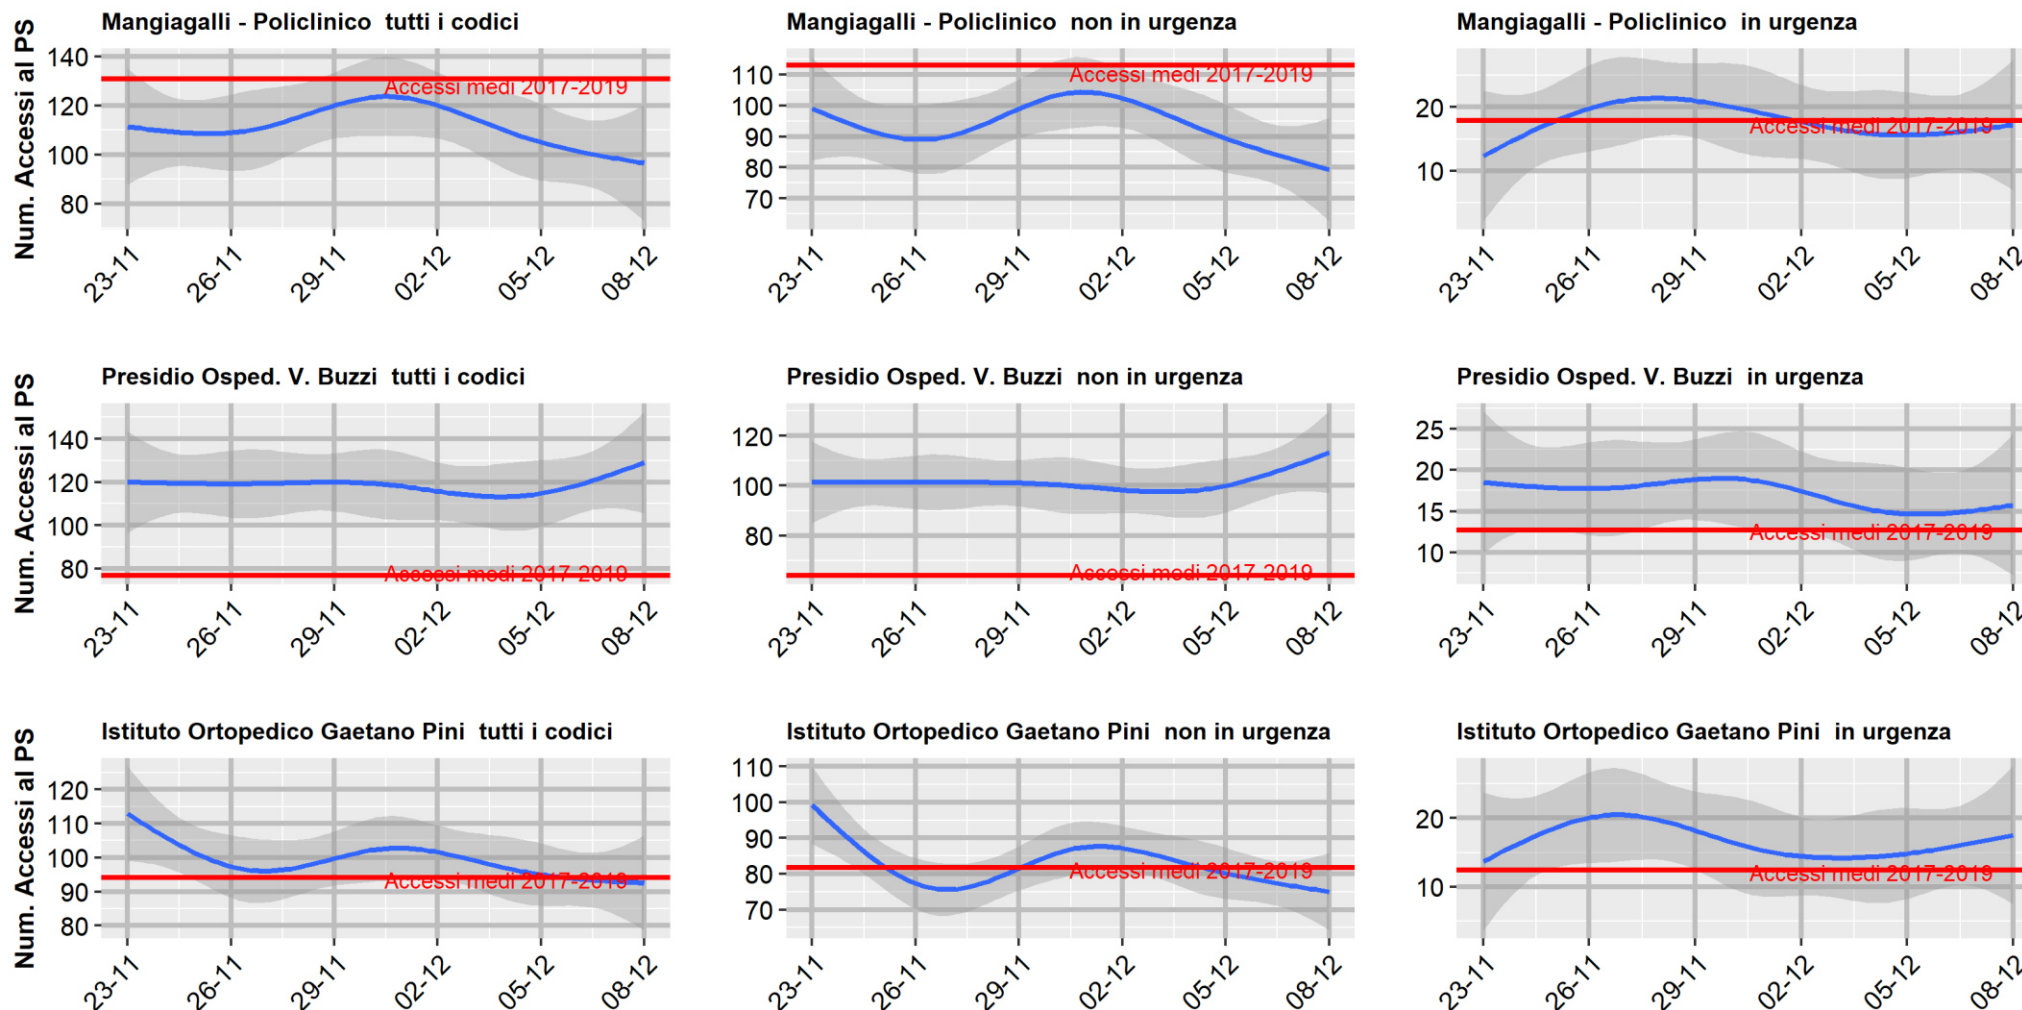 Mangiagalli - Policlinico  tutti i codici
Num. Accessi al PS
140
120
100
80
Accessi medi 2017-2019
23-11 26-11 29-11 02-12 05-12 08-12
Mangiagalli - Policlinico  non in urgenza
110
100
90
80
70
Accessi medi 2017-2019
23-11 26-11 29-11 02-12 05-12 08-12
Mangiagalli - Policlinico  in urgenza
20
10
Accessi medi 2017-2019
23-11 26-11 29-11 02-12 05-12 08-12
Presidio Osped. V. Buzzi  tutti i codici
Num. Accessi al PS
140
120
100
80
Accessi medi 2017-2019
23-11 26-11 29-11 02-12 05-12 08-12
Presidio Osped. V. Buzzi  non in urgenza
120
100
80
Accessi medi 2017-2019
23-11 26-11 29-11 02-12 05-12 08-12
Presidio Osped. V. Buzzi  in urgenza
25
20
15
10
Accessi medi 2017-2019
23-11 26-11 29-11 02-12 05-12 08-12
Istituto Ortopedico Gaetano Pini  tutti i codici
Num. Accessi al PS
120
110
100
90
80
Accessi medi 2017-2019
23-11 26-11 29-11 02-12 05-12 08-12
Istituto Ortopedico Gaetano Pini  non in urgenza
110
100
90
80
70
Accessi medi 2017-2019
23-11 26-11 29-11 02-12 05-12 08-12
Istituto Ortopedico Gaetano Pini  in urgenza
20
10
Accessi medi 2017-2019
23-11 26-11 29-11 02-12 05-12 08-12